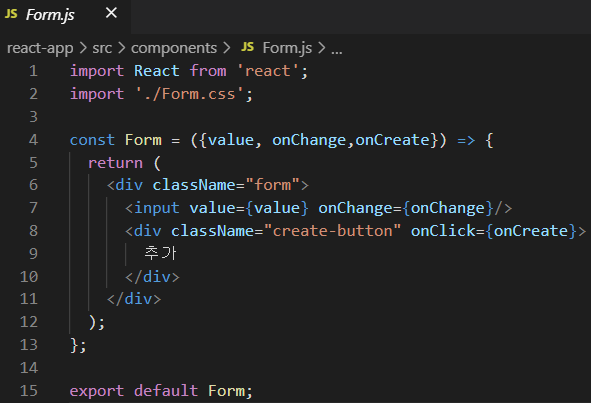 JS Form.js ×
react-app > src > components > JS Form.js > ...
1 import React from 'react';
2 import './Form.css';
3
4 const Form = ({value, onChange,onCreate}) => {
5   return (
6     <div className="form">
7       <input value={value} onChange={onChange}/>
8       <div className="create-button" onClick={onCreate}>
9         추가
10       </div>
11     </div>
12   );
13 };
14
15 export default Form;